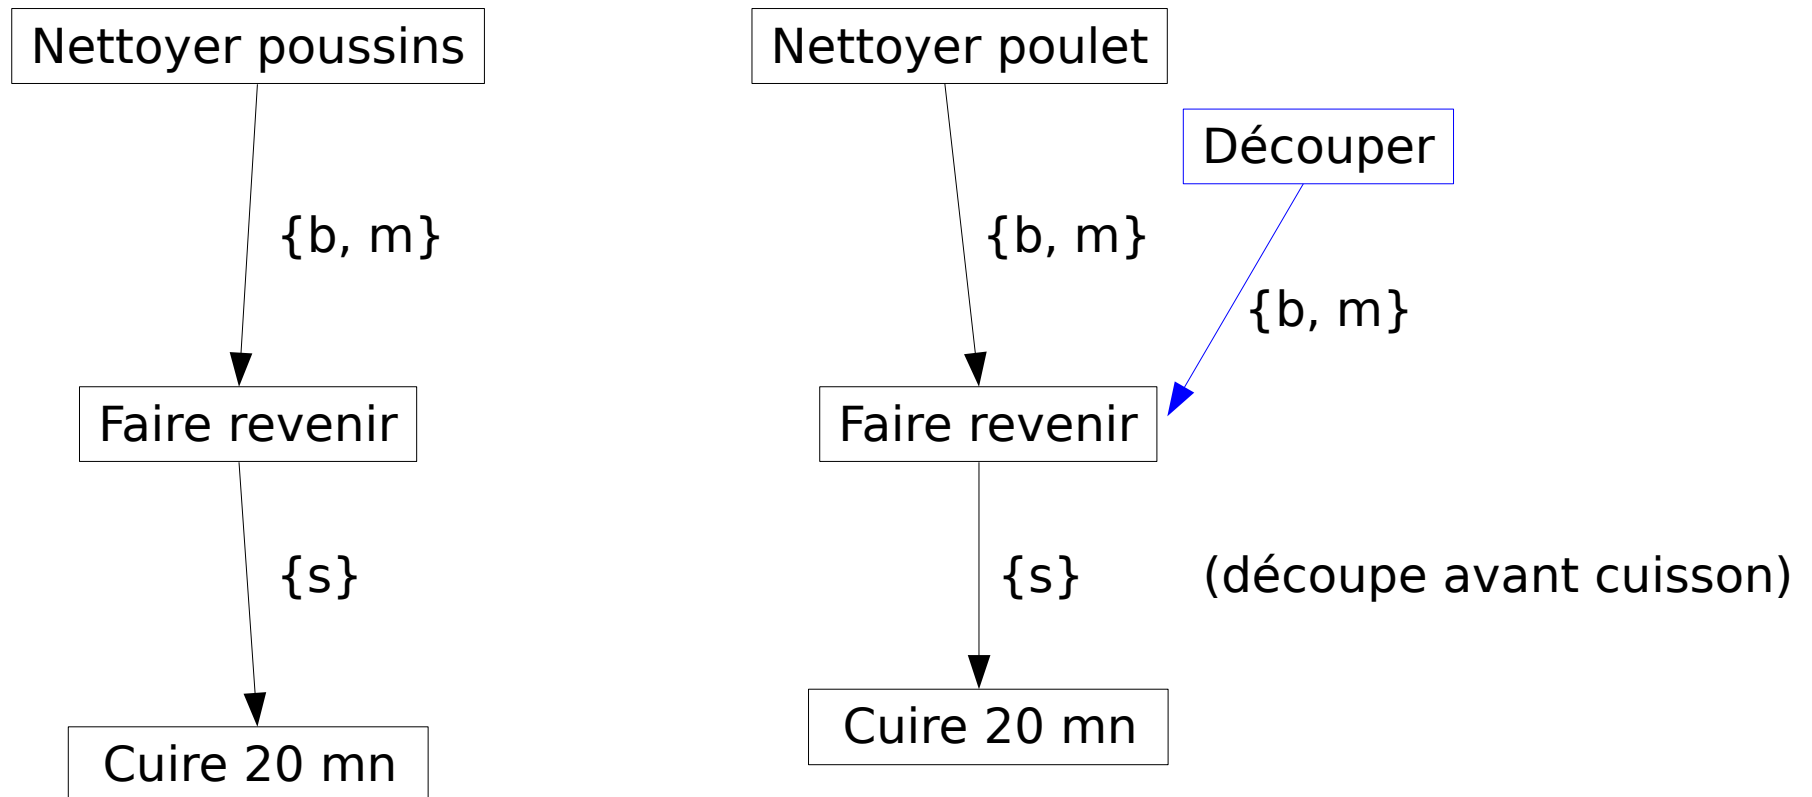 Nettoyer poussins
{b, m}
Faire revenir
{s}
Cuire 20 mn
Nettoyer poulet
Découper
{b, m}
{b, m}
Faire revenir
{s}
(découpe avant cuisson)
Cuire 20 mn